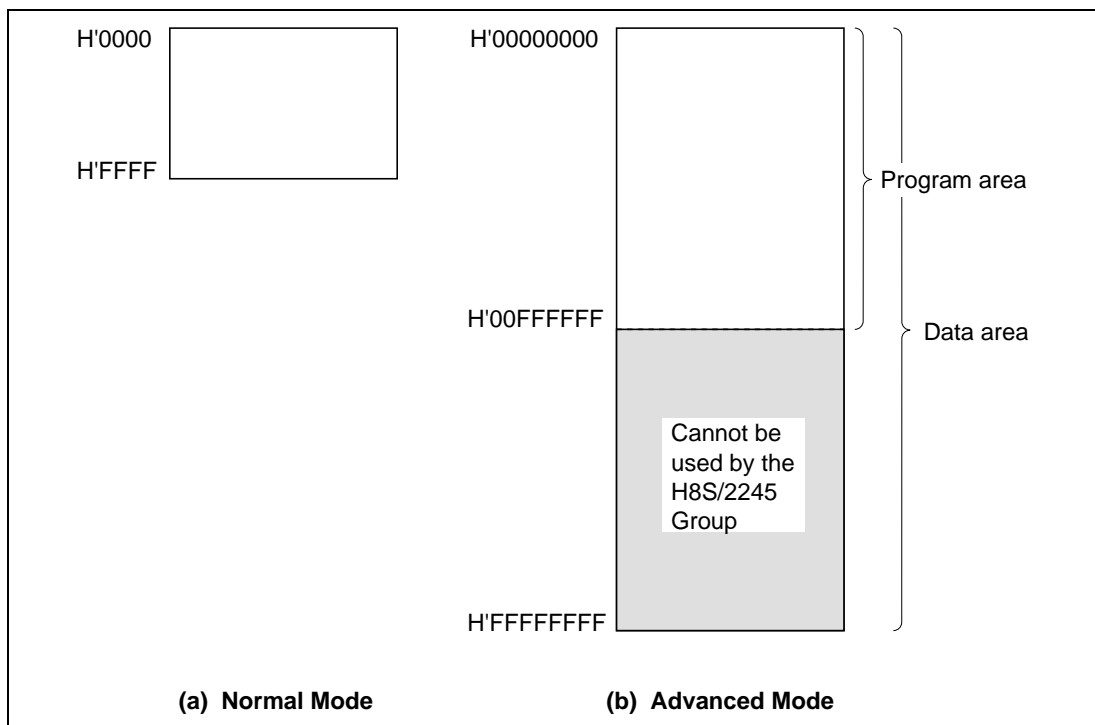 H'0000
H'FFFF
(a) Normal Mode
H'00000000
H'00FFFFFF
H'FFFFFFFF
Program area
Data area
Cannot be
used by the
H8S/2245
Group
(b) Advanced Mode